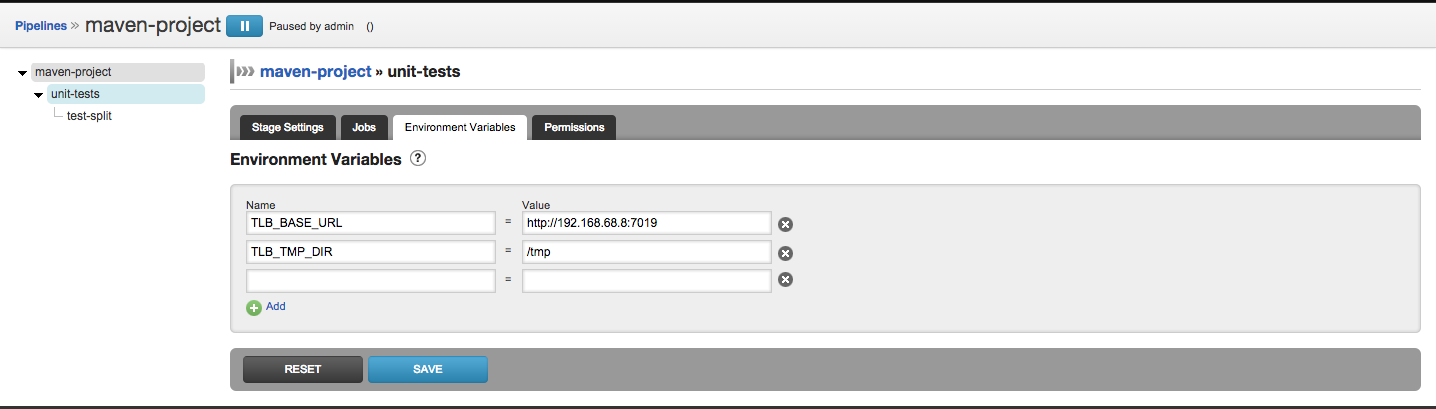 Pipelines » maven-project Paused by admin ()
maven-project
unit-tests
test-split
maven-project » unit-tests
Stage Settings Jobs Environment Variables Permissions
Environment Variables ?
Name Value
TLB_BASE_URL = http://192.168.68.8:7019
TLB_TMP_DIR = /tmp
=
Add
RESET SAVE